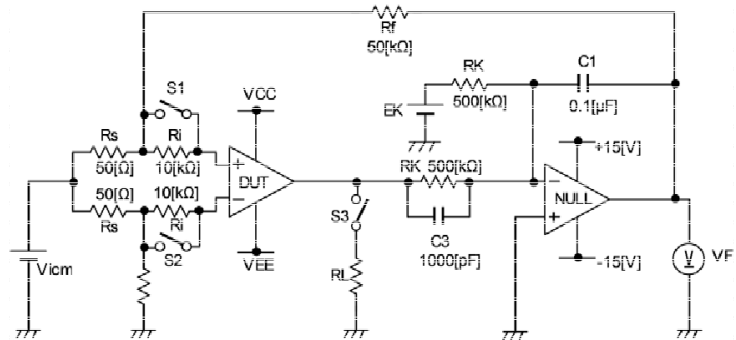 Rf
50[kΩ]
C1
0.1[μF]
RK
500[kΩ]
EK
S1
VCC
Rs
50[Ω]
Ri
10[kΩ]
+
−
DUT
50[Ω]
Rs
10[kΩ]
Ri
S2
VEE
Vicm
RK 500[kΩ]
C3
1000[pF]
S3
RL
+15[V]
−
NULL
+
-15[V]
V
VF